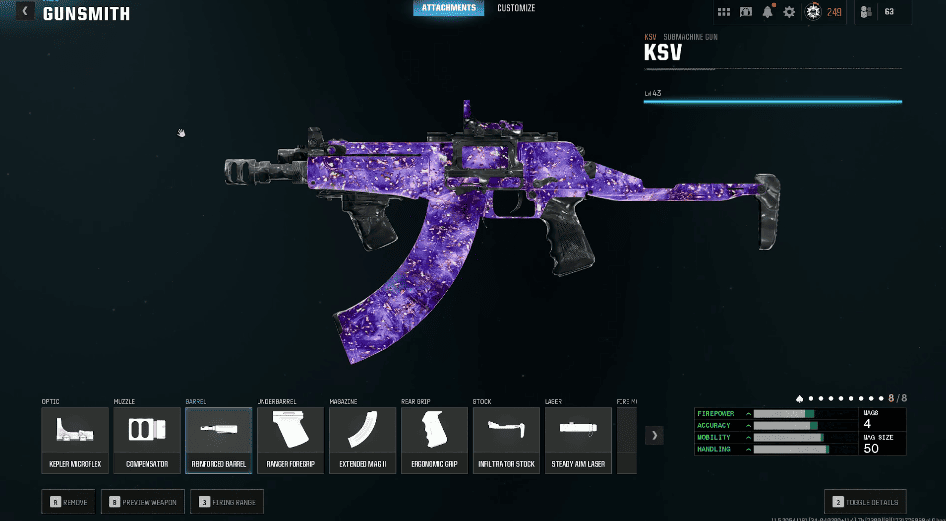 GUNSMITH
ATTACHMENTS
CUSTOMIZE
249
63
KSV SUBMACHINE GUN
KSV
LVL 43
OPTIC
MUZZLE
BARREL
UNDERBARREL
MAGAZINE
REAR GRIP
STOCK
LASER
KEPLER MICROFLEX
COMPENSATOR
REINFORCED BARREL
RANGER FOREGRIP
EXTENDED MAG II
ERGONOMIC GRIP
INFILTRATOR STOCK
STEADY AIM LASER
8 / 8
FIREPOWER
ACCURACY
MOBILITY
HANDLING
MAGS
4
MAG SIZE
50
R REMOVE
B PREVIEW WEAPON
3 FIRING RANGE
2 TOGGLE DETAILS